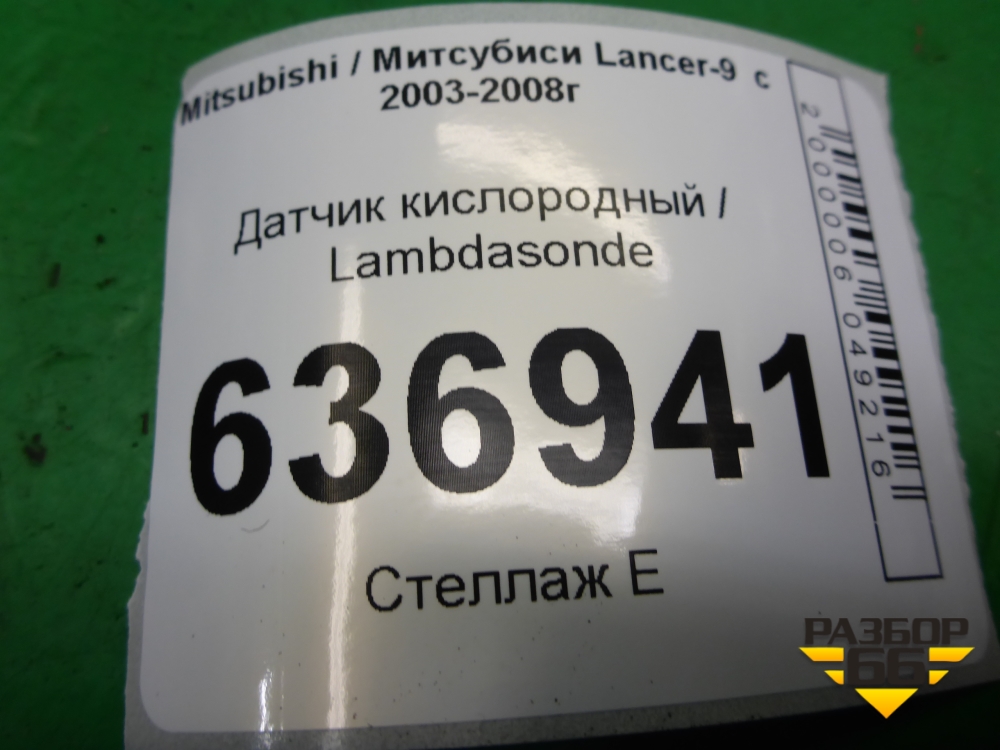 Mitsubishi / Митсубиси Lancer-9 с
2003-2008г
Датчик кислородный /
Lambdasonde
636941
Стеллаж Е
2000006049216
РАЗБОР
66